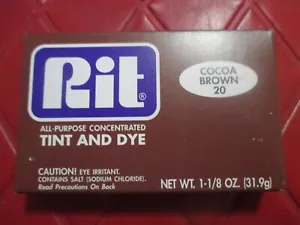 Rit®
COCOA
BROWN
20
ALL-PURPOSE CONCENTRATED
TINT AND DYE
CAUTION! EYE IRRITANT.
CONTAINS SALT (SODIUM CHLORIDE).
Read Precautions On Back
NET WT. 1-1/8 OZ. (31.9g)